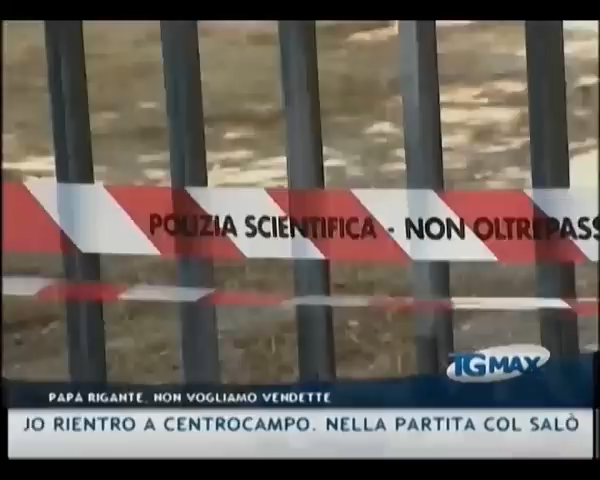 POLIZIA SCIENTIFICA - NON OLTREPASS
TGMAX
PAPÀ RIGANTE, NON VOGLIAMO VENDETTE
JO RIENTRO A CENTROCAMPO. NELLA PARTITA COL SALÒ